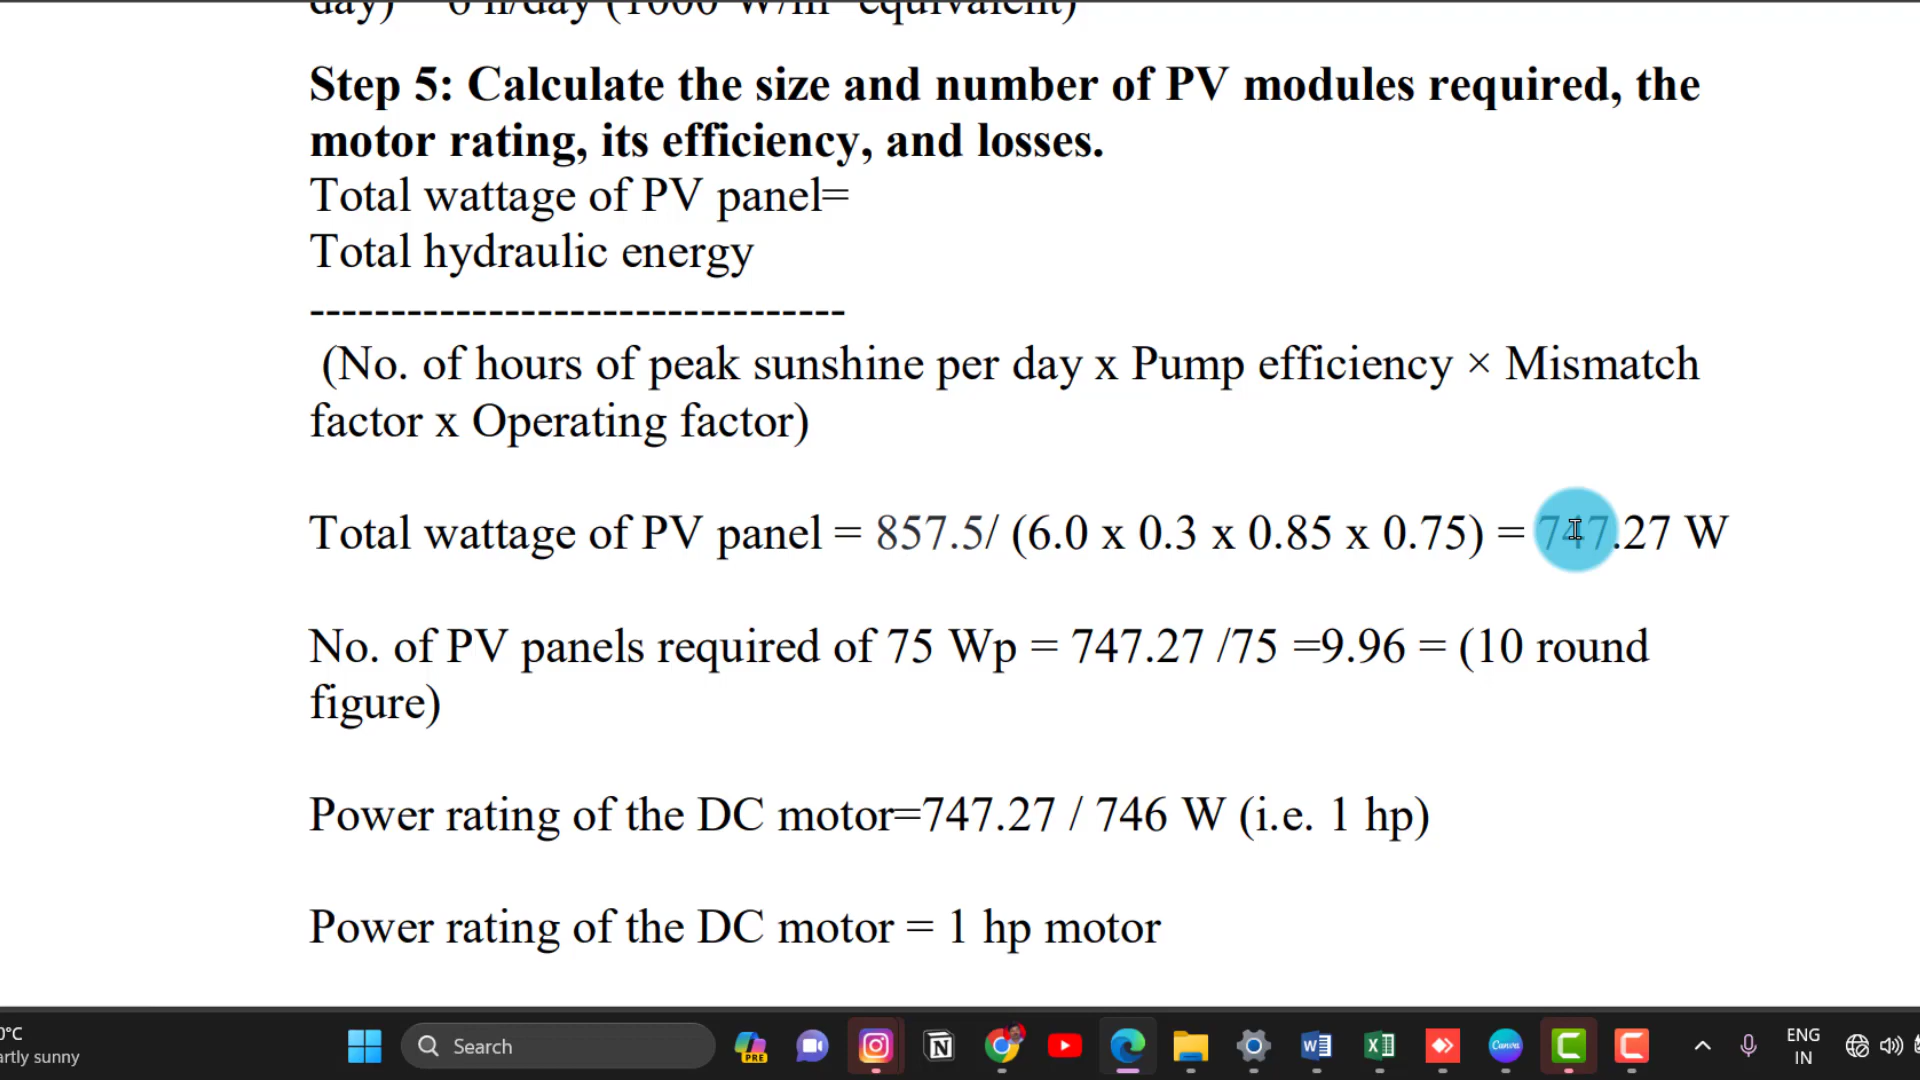 Step 5: Calculate the size and number of PV modules required, the
motor rating, its efficiency, and losses.
Total wattage of PV panel=
Total hydraulic energy
---------------------------------
(No. of hours of peak sunshine per day x Pump efficiency × Mismatch
factor x Operating factor)
Total wattage of PV panel = 857.5/ (6.0 x 0.3 x 0.85 x 0.75) = 747.27 W
No. of PV panels required of 75 Wp = 747.27 /75 =9.96 = (10 round
figure)
Power rating of the DC motor=747.27 / 746 W (i.e. 1 hp)
Power rating of the DC motor = 1 hp motor
0°C
artly sunny
Search
PRE
Canva
ENG
IN